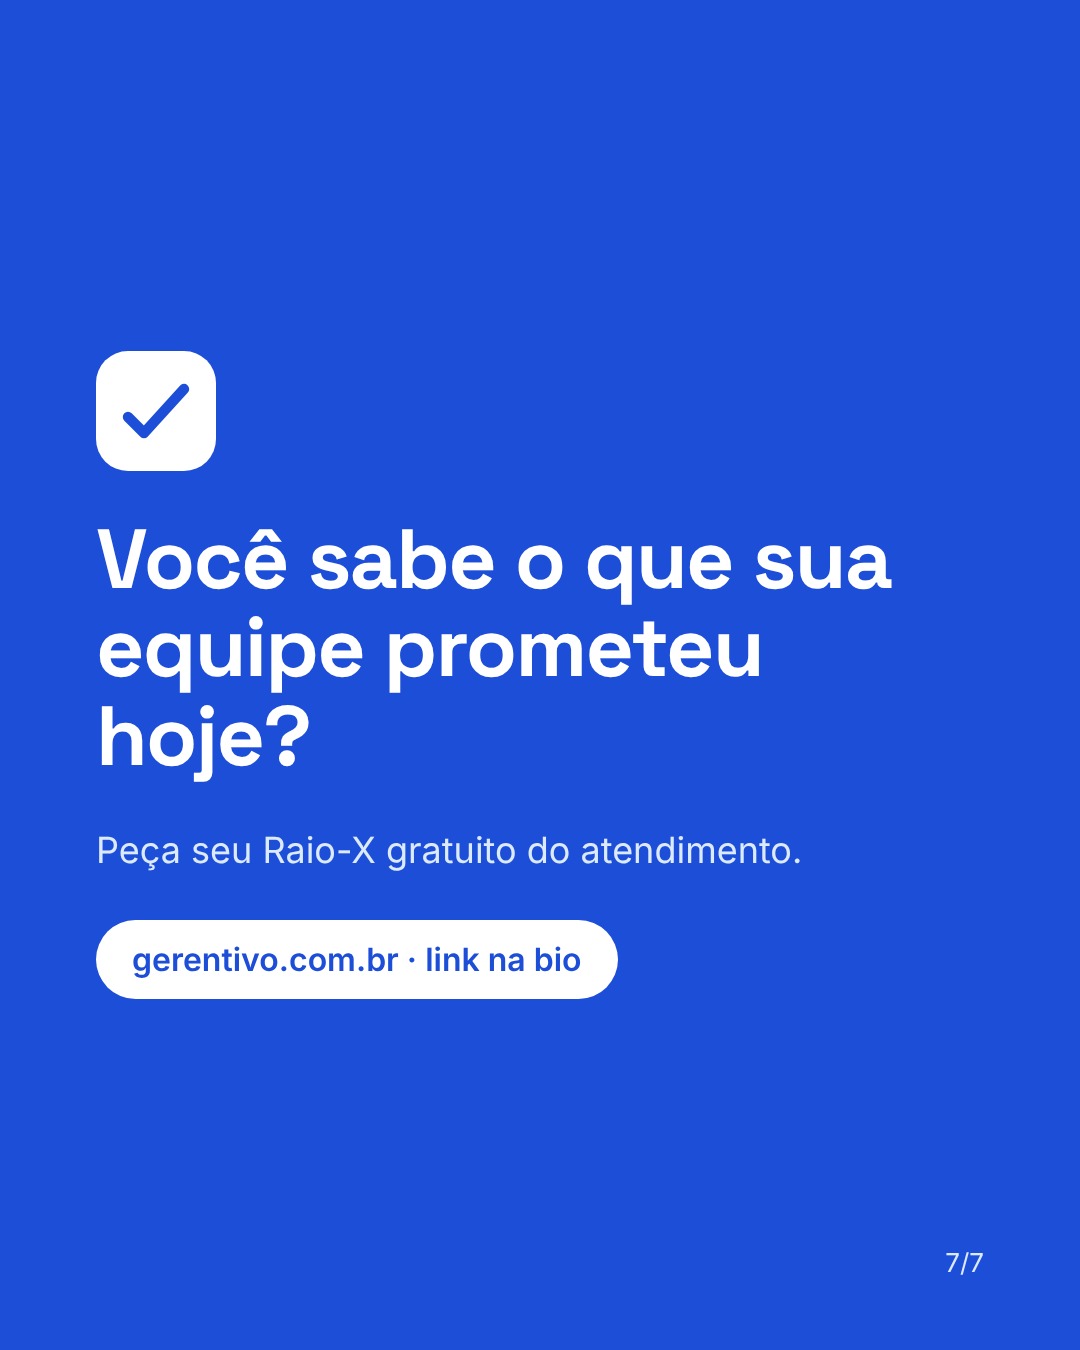 Você sabe o que sua
equipe prometeu
hoje?
Peça seu Raio-X gratuito do atendimento.
gerentivo.com.br · link na bio
7/7